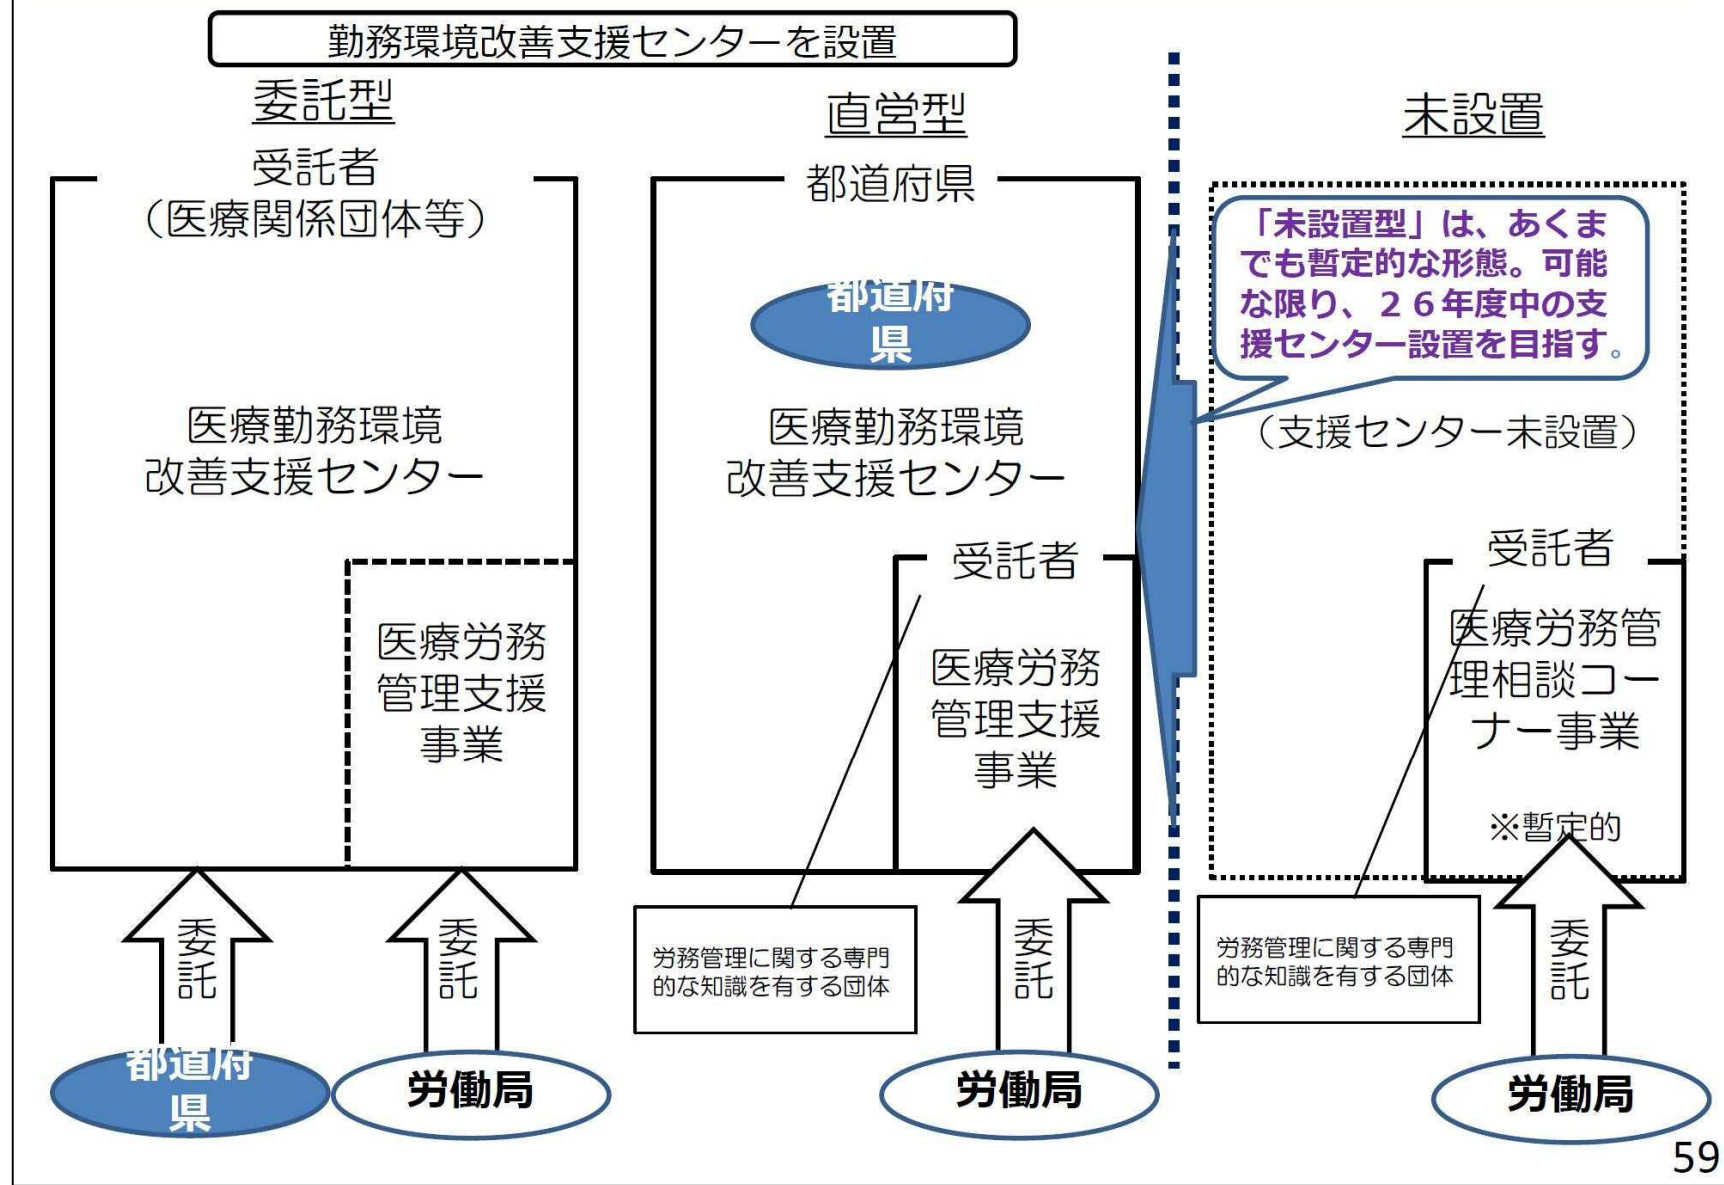 勤務環境改善支援センターを設置
委託型
受託者
（医療関係団体等）
医療勤務環境
改善支援センター
医療労務
管理支援
事業
委託
委託
都道府
県
労働局
直営型
都道府県
都道府
県
医療勤務環境
改善支援センター
受託者
医療労務
管理支援
事業
労務管理に関する専門
的な知識を有する団体
委託
労働局
未設置
「未設置型」は、あくま
でも暫定的な形態。可能
な限り、２６年度中の支
援センター設置を目指す。
（支援センター未設置）
受託者
医療労務管
理相談コー
ナー事業
※暫定的
労務管理に関する専門
的な知識を有する団体
委託
労働局
59